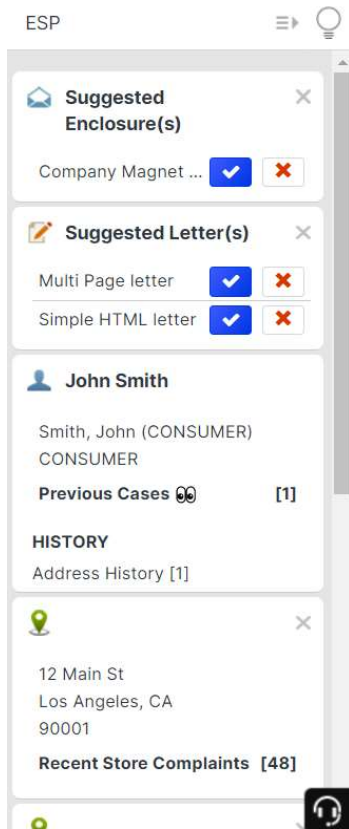 ESP
Suggested
Enclosure(s)
Company Magnet ...
Suggested Letter(s)
Multi Page letter
Simple HTML letter
John Smith
Smith, John (CONSUMER)
CONSUMER
Previous Cases [1]
HISTORY
Address History [1]
12 Main St
Los Angeles, CA
90001
Recent Store Complaints [48]